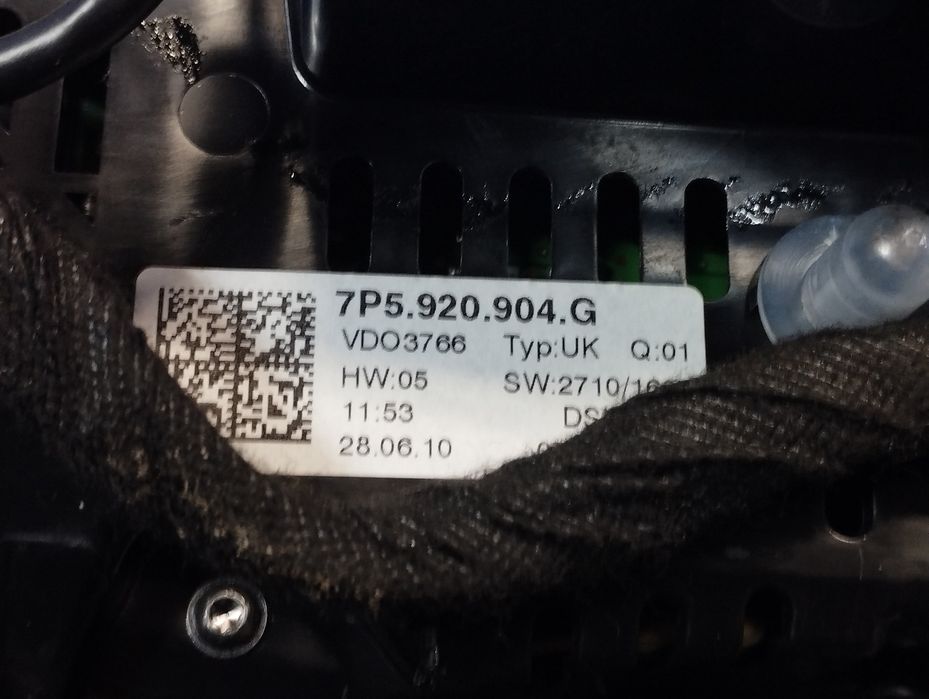 7P5.920.904.G
VDO3766 Typ:UK Q:01
HW:05 SW:2710/16
11:53
28.06.10